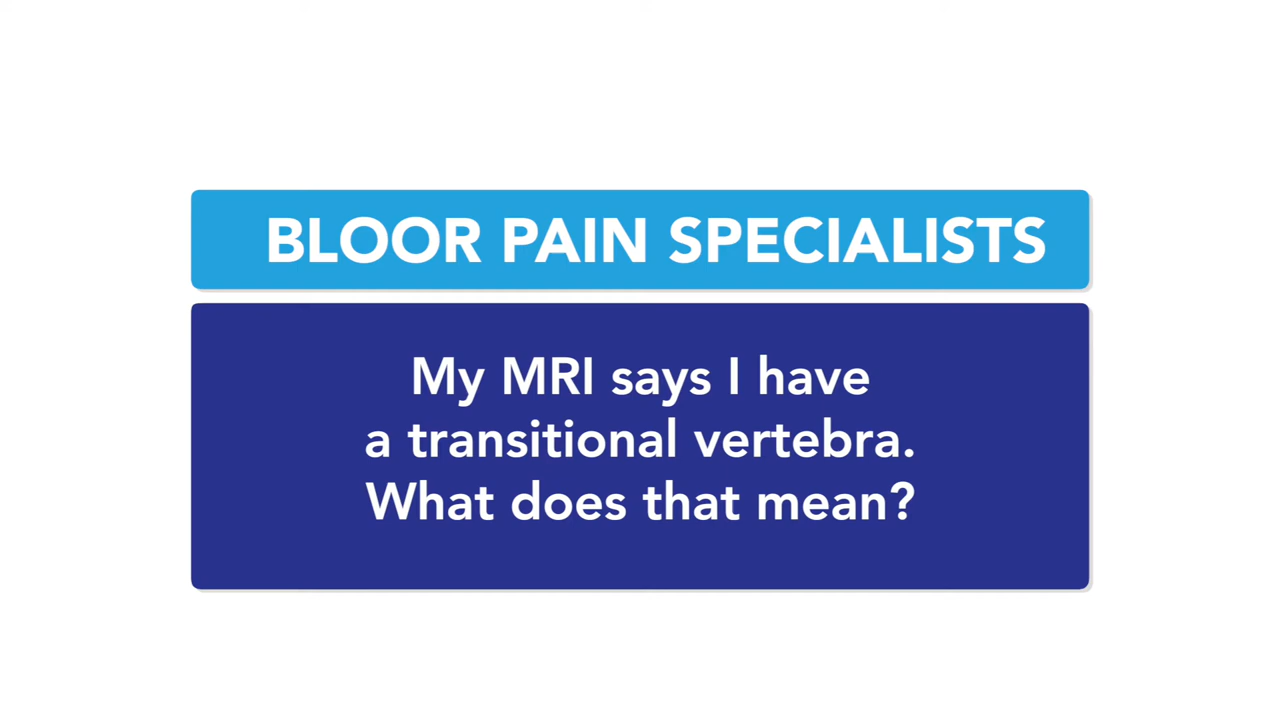 BLOOR PAIN SPECIALISTS
My MRI says I have
a transitional vertebra.
What does that mean?